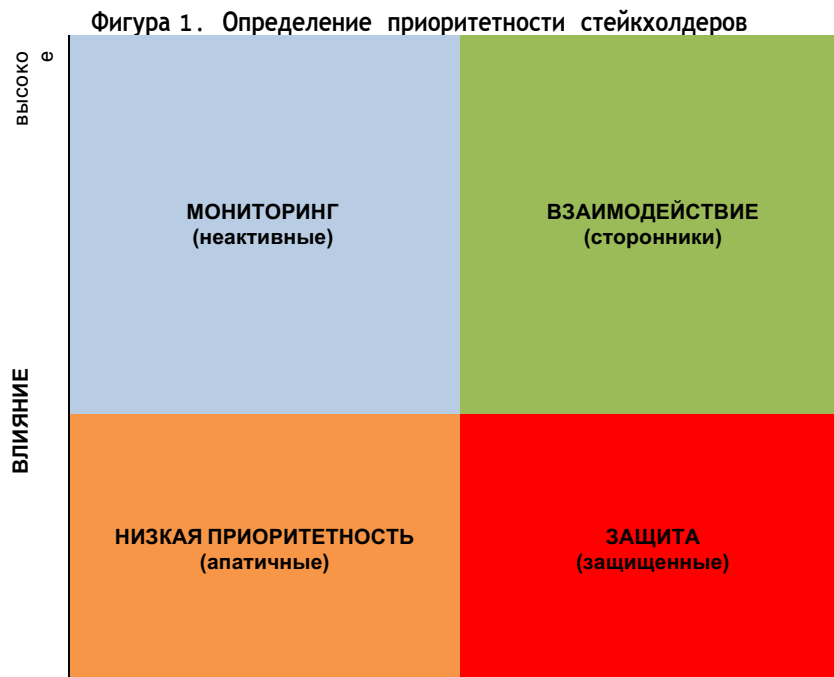 Фигура 1. Определение приоритетности стейкхолдеров
высоко
е
МОНИТОРИНГ
(неактивные)
ВЗАИМОДЕЙСТВИЕ
(сторонники)
ВЛИЯНИЕ
НИЗКАЯ ПРИОРИТЕТНОСТЬ
(апатичные)
ЗАЩИТА
(защищенные)